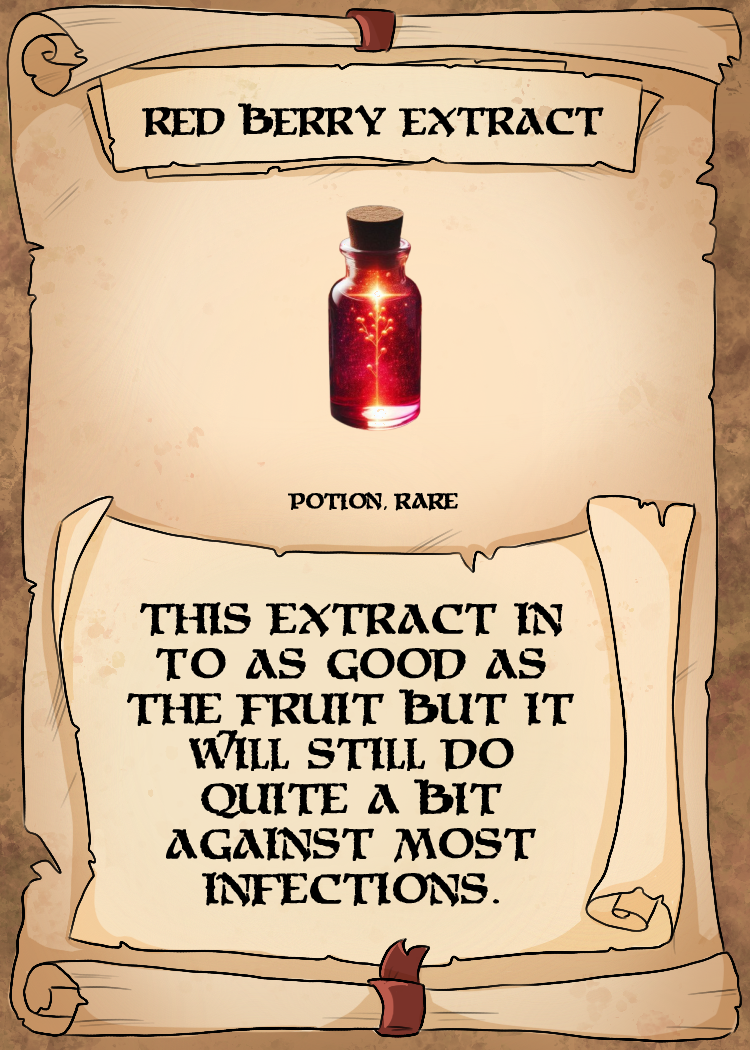 RED BERRY EXTRACT
POTION, RARE
THIS EXTRACT IN
TO AS GOOD AS
THE FRUIT BUT IT
WILL STILL DO
QUITE A BIT
AGAINST MOST
INFECTIONS.